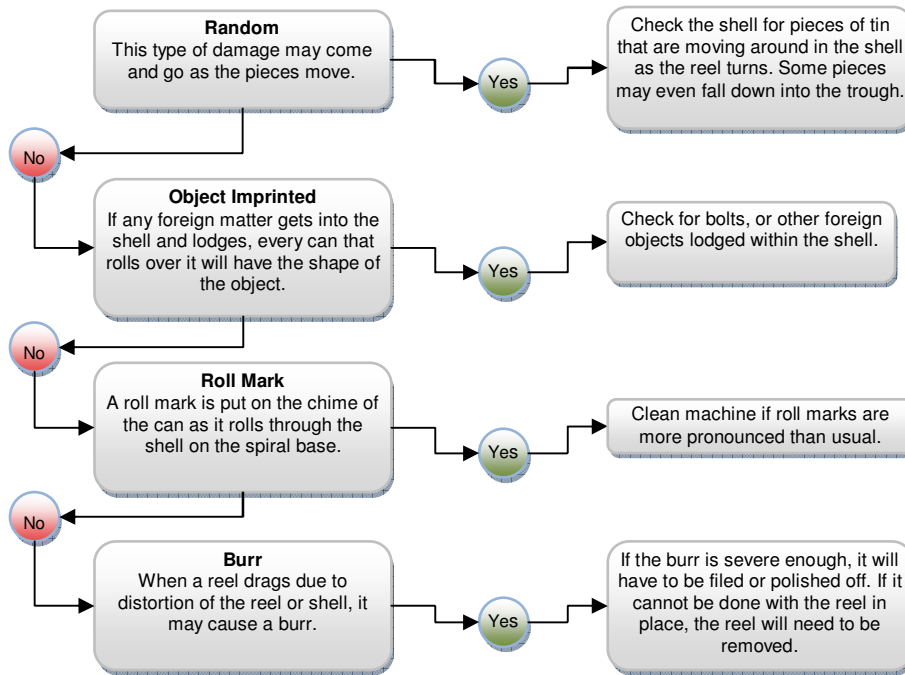 Random
This type of damage may come
and go as the pieces move.
Yes
Check the shell for pieces of tin
that are moving around in the shell
as the reel turns. Some pieces
may even fall down into the trough.
No
Object Imprinted
If any foreign matter gets into the
shell and lodges, every can that
rolls over it will have the shape of
the object.
Yes
Check for bolts, or other foreign
objects lodged within the shell.
No
Roll Mark
A roll mark is put on the chime of
the can as it rolls through the
shell on the spiral base.
Yes
Clean machine if roll marks are
more pronounced than usual.
No
Burr
When a reel drags due to
distortion of the reel or shell, it
may cause a burr.
Yes
If the burr is severe enough, it will
have to be filed or polished off. If it
cannot be done with the reel in
place, the reel will need to be
removed.